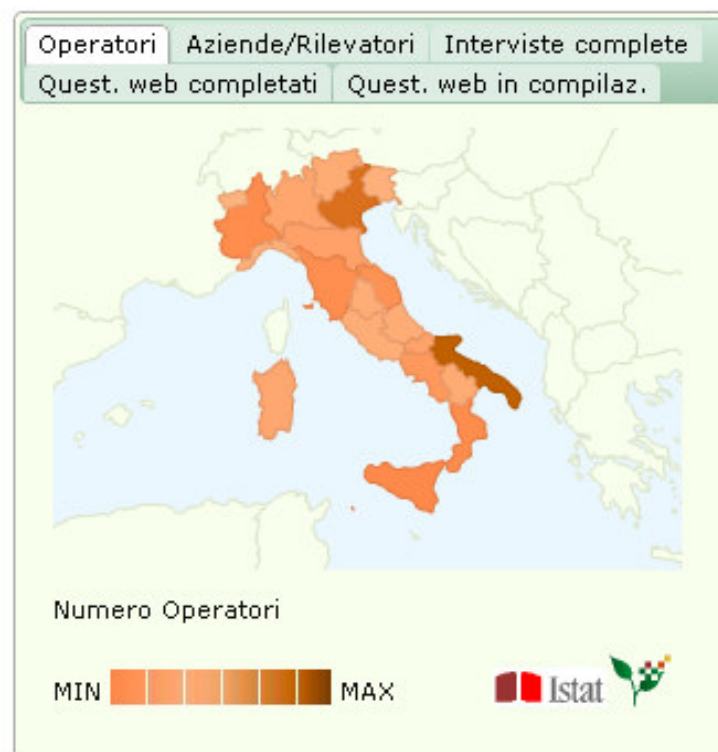 Operatori Aziende/Rilevatori Interviste complete
Quest. web completati Quest. web in compilaz.
Numero Operatori
MIN MAX Istat